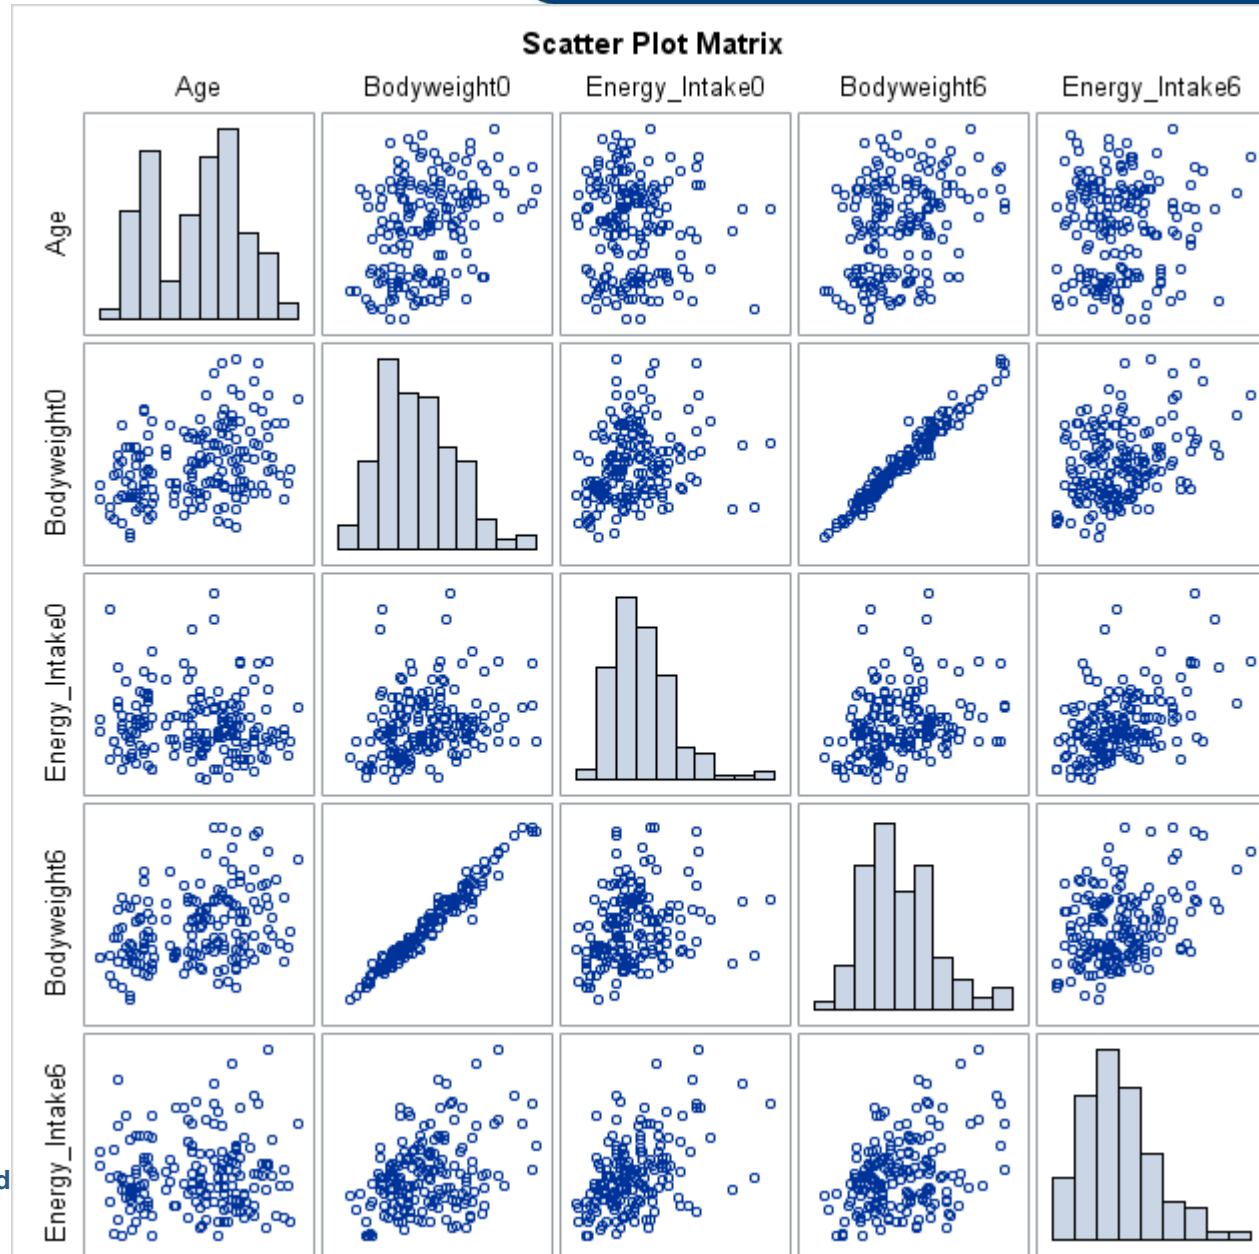 Scatter Plot Matrix
Age Bodyweight0 Energy_Intake0 Bodyweight6 Energy_Intake6
Age
Bodyweight0
Energy_Intake0
Bodyweight6
Energy_Intake6
d